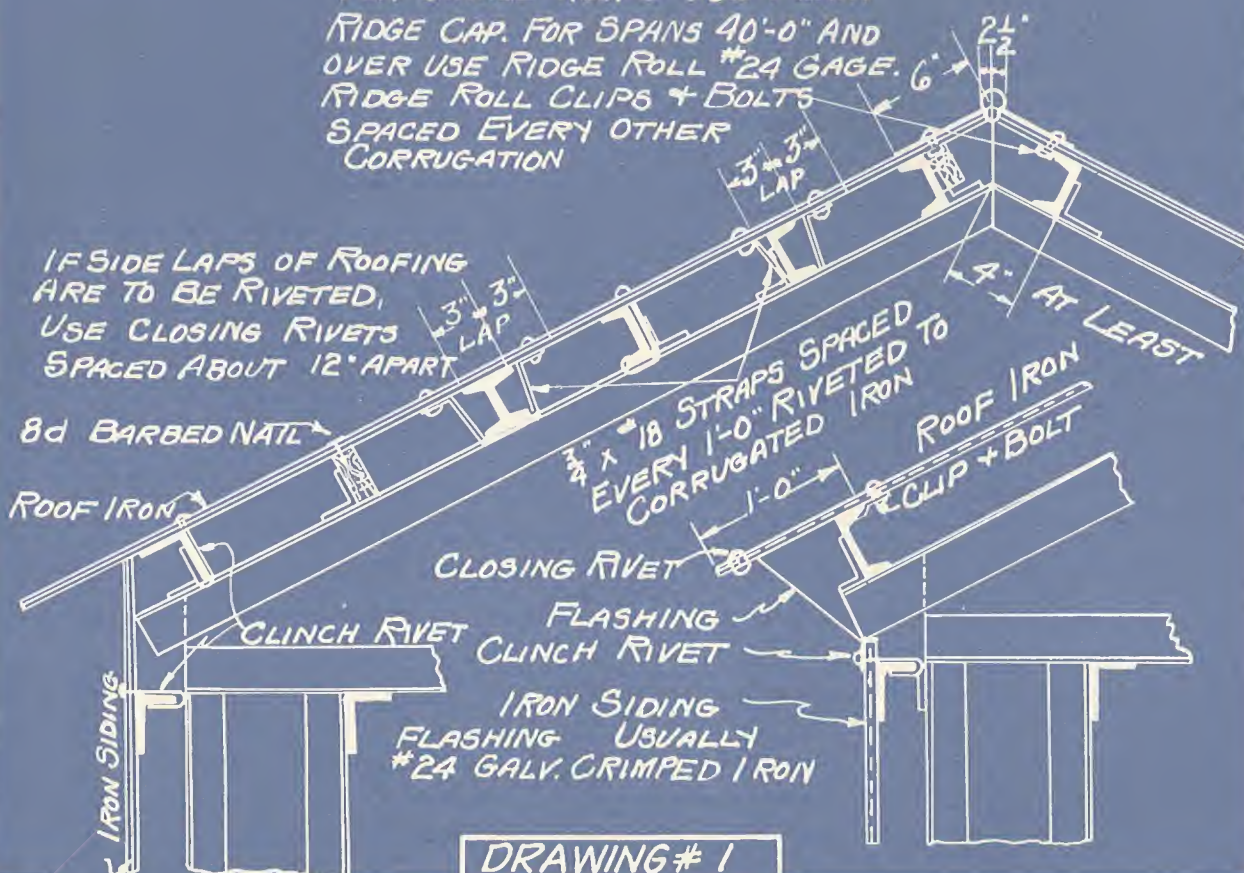 RIDGE CAP. FOR SPANS 40'-0" AND
OVER USE RIDGE ROLL #24 GAGE.
RIDGE ROLL CLIPS + BOLTS
SPACED EVERY OTHER
CORRUGATION
2½"
6"
3" 3"
LAP
IF SIDE LAPS OF ROOFING
ARE TO BE RIVETED,
USE CLOSING RIVETS
SPACED ABOUT 12" APART
3" 3"
LAP
4" AT LEAST
8d BARBED NAIL
¾" x #18 STRAPS SPACED
EVERY 1'-0" RIVETED TO
CORRUGATED IRON
ROOF IRON
ROOF IRON
CLIP + BOLT
1'-0"
CLOSING RIVET
FLASHING
CLINCH RIVET
CLINCH RIVET
IRON SIDING
IRON SIDING
FLASHING USUALLY
#24 GALV. CRIMPED IRON
DRAWING # 1